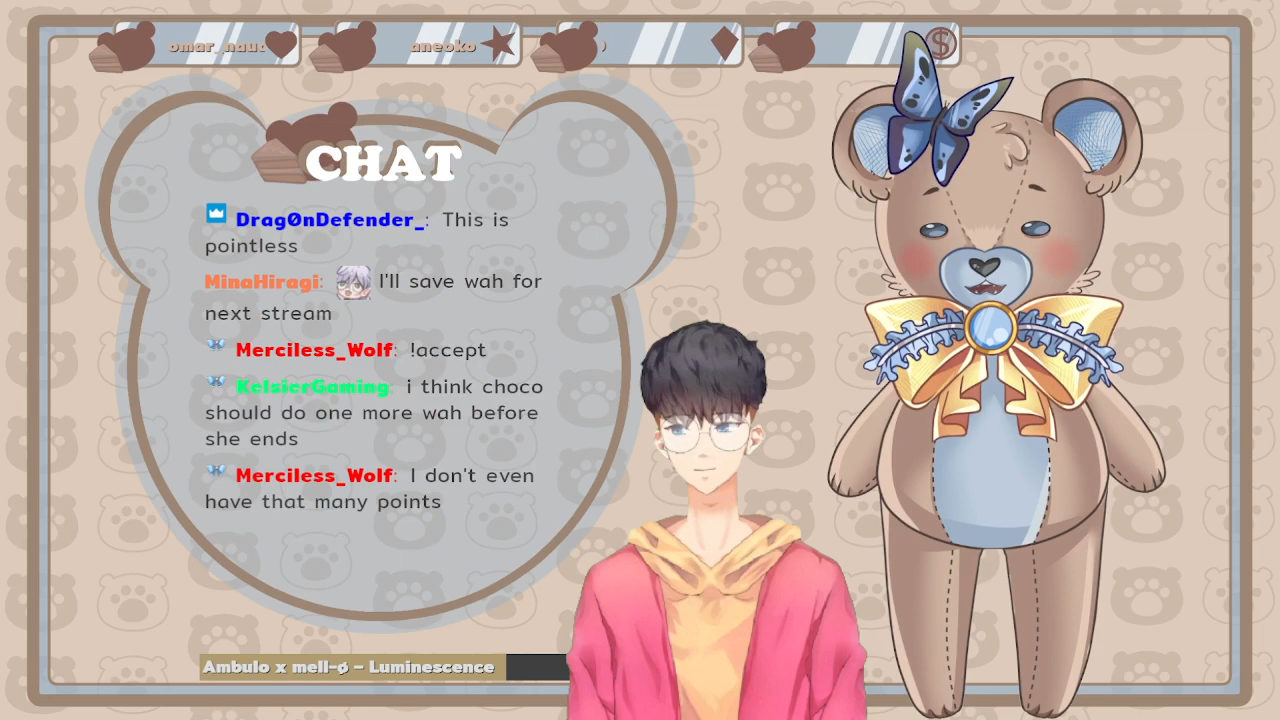 aneoko
CHAT
DragØnDefender_: This is
pointless
MinaHiragi: I'll save wah for
next stream
Merciless_Wolf: !accept
KelsierGaming: i think choco
should do one more wah before
she ends
Merciless_Wolf: I don't even
have that many points
Ambulo x mell-ø - Luminescence